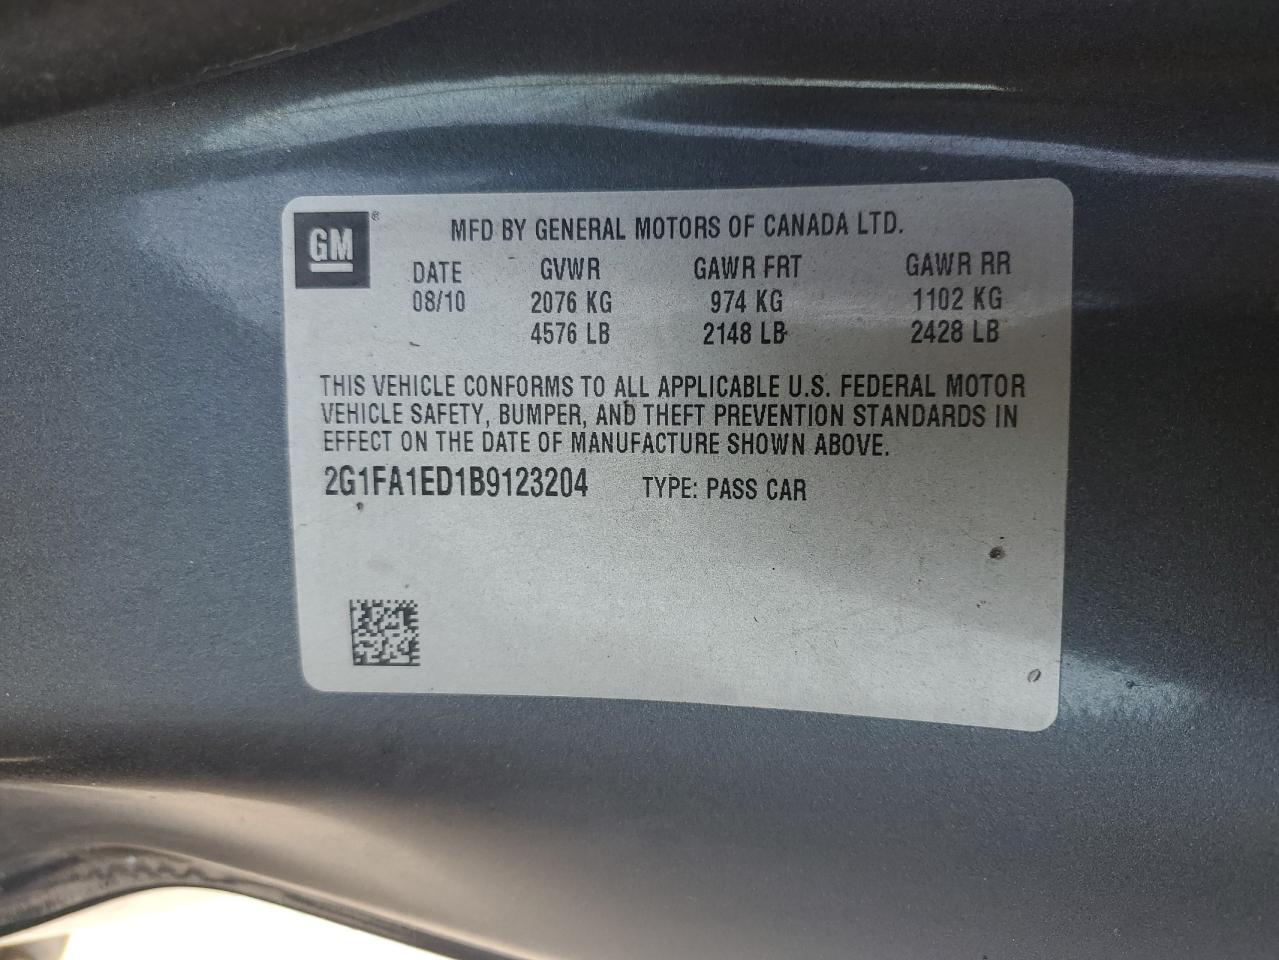 GM®
MFD BY GENERAL MOTORS OF CANADA LTD.
DATE GVWR GAWR FRT GAWR RR
08/10 2076 KG 974 KG 1102 KG
4576 LB 2148 LB 2428 LB
THIS VEHICLE CONFORMS TO ALL APPLICABLE U.S. FEDERAL MOTOR
VEHICLE SAFETY, BUMPER, AND THEFT PREVENTION STANDARDS IN
EFFECT ON THE DATE OF MANUFACTURE SHOWN ABOVE.
2G1FA1ED1B9123204 TYPE: PASS CAR